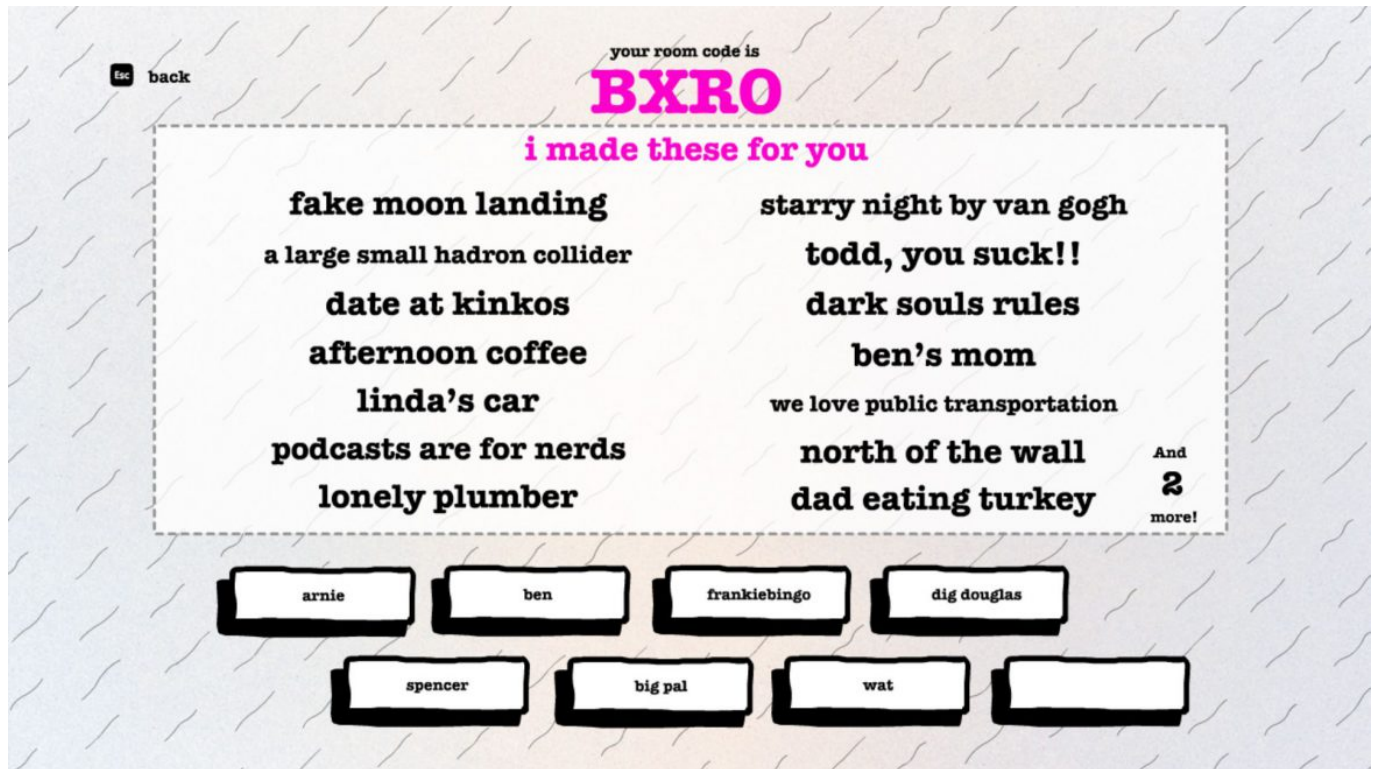 Esc back
your room code is
BXRO
i made these for you
fake moon landing
a large small hadron collider
date at kinkos
afternoon coffee
linda’s car
podcasts are for nerds
lonely plumber
starry night by van gogh
todd, you suck!!
dark souls rules
ben’s mom
we love public transportation
north of the wall
dad eating turkey
And
2
more!
arnie
ben
frankiebingo
dig douglas
spencer
big pal
wat